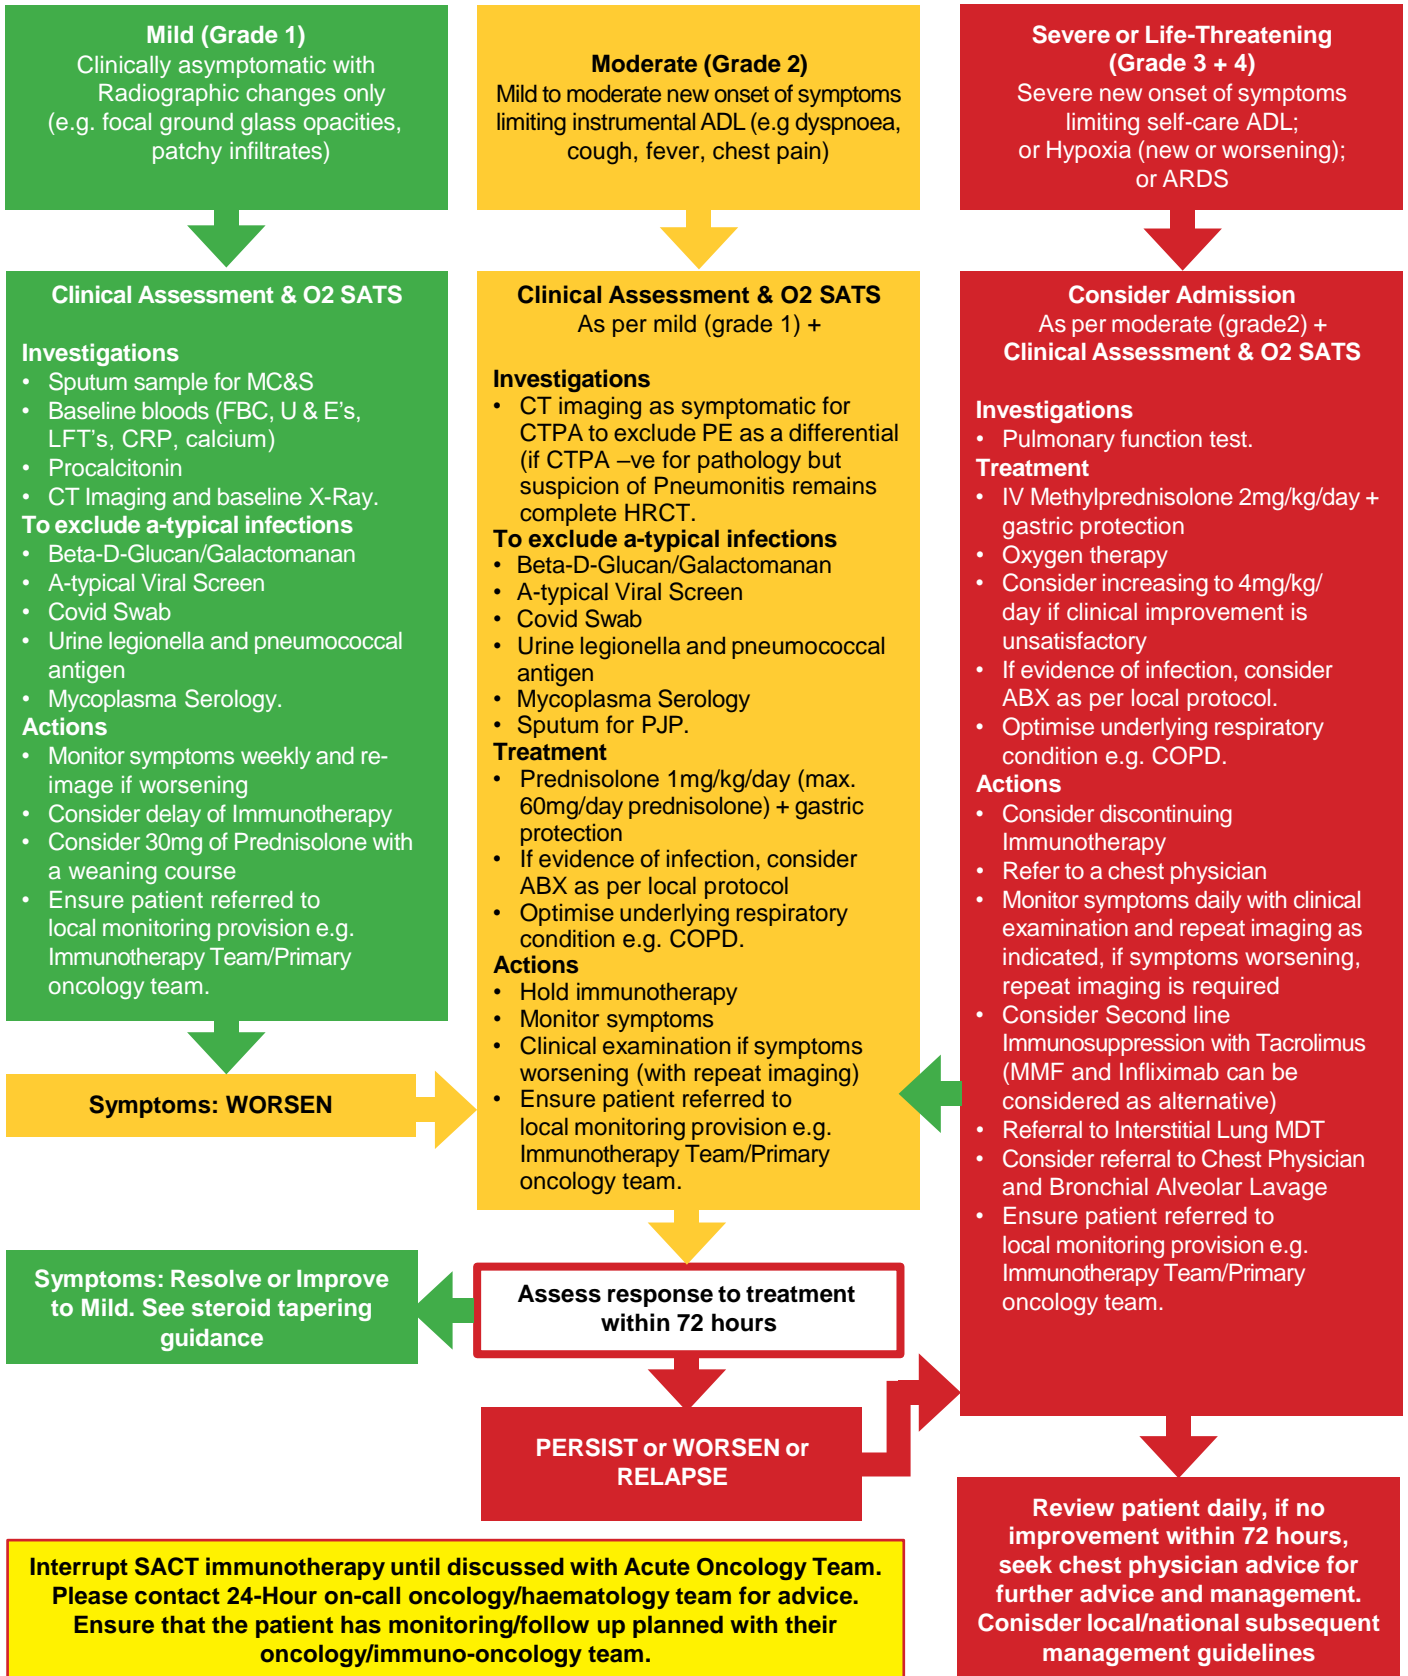 Mild (Grade 1)
Clinically asymptomatic with
Radiographic changes only
(e.g. focal ground glass opacities,
patchy infiltrates)
Moderate (Grade 2)
Mild to moderate new onset of symptoms
limiting instrumental ADL (e.g dyspnoea,
cough, fever, chest pain)
Severe or Life-Threatening
(Grade 3 + 4)
Severe new onset of symptoms
limiting self-care ADL;
or Hypoxia (new or worsening);
or ARDS
Clinical Assessment & O2 SATS
Investigations
• Sputum sample for MC&S
• Baseline bloods (FBC, U & E's,
LFT's, CRP, calcium)
• Procalcitonin
• CT Imaging and baseline X-Ray.
To exclude a-typical infections
• Beta-D-Glucan/Galactomanan
• A-typical Viral Screen
• Covid Swab
• Urine legionella and pneumococcal
antigen
• Mycoplasma Serology.
Actions
• Monitor symptoms weekly and re-
image if worsening
• Consider delay of Immunotherapy
• Consider 30mg of Prednisolone with
a weaning course
• Ensure patient referred to
local monitoring provision e.g.
Immunotherapy Team/Primary
oncology team.
Symptoms: WORSEN
Clinical Assessment & O2 SATS
As per mild (grade 1) +
Investigations
• CT imaging as symptomatic for
CTPA to exclude PE as a differential
(if CTPA –ve for pathology but
suspicion of Pneumonitis remains
complete HRCT.
To exclude a-typical infections
• Beta-D-Glucan/Galactomanan
• A-typical Viral Screen
• Covid Swab
• Urine legionella and pneumococcal
antigen
• Mycoplasma Serology
• Sputum for PJP.
Treatment
• Prednisolone 1mg/kg/day (max.
60mg/day prednisolone) + gastric
protection
• If evidence of infection, consider
ABX as per local protocol
• Optimise underlying respiratory
condition e.g. COPD.
Actions
• Hold immunotherapy
• Monitor symptoms
• Clinical examination if symptoms
worsening (with repeat imaging)
• Ensure patient referred to
local monitoring provision e.g.
Immunotherapy Team/Primary
oncology team.
Consider Admission
As per moderate (grade2) +
Clinical Assessment & O2 SATS
Investigations
• Pulmonary function test.
Treatment
• IV Methylprednisolone 2mg/kg/day +
gastric protection
• Oxygen therapy
• Consider increasing to 4mg/kg/
day if clinical improvement is
unsatisfactory
• If evidence of infection, consider
ABX as per local protocol.
• Optimise underlying respiratory
condition e.g. COPD.
Actions
• Consider discontinuing
Immunotherapy
• Refer to a chest physician
• Monitor symptoms daily with clinical
examination and repeat imaging as
indicated, if symptoms worsening,
repeat imaging is required
• Consider Second line
Immunosuppression with Tacrolimus
(MMF and Infliximab can be
considered as alternative)
• Referral to Interstitial Lung MDT
• Consider referral to Chest Physician
and Bronchial Alveolar Lavage
• Ensure patient referred to
local monitoring provision e.g.
Immunotherapy Team/Primary
oncology team.
Symptoms: Resolve or Improve
to Mild. See steroid tapering
guidance
Assess response to treatment
within 72 hours
PERSIST or WORSEN or
RELAPSE
Interrupt SACT immunotherapy until discussed with Acute Oncology Team.
Please contact 24-Hour on-call oncology/haematology team for advice.
Ensure that the patient has monitoring/follow up planned with their
oncology/immuno-oncology team.
Review patient daily, if no
improvement within 72 hours,
seek chest physician advice for
further advice and management.
Conisder local/national subsequent
management guidelines